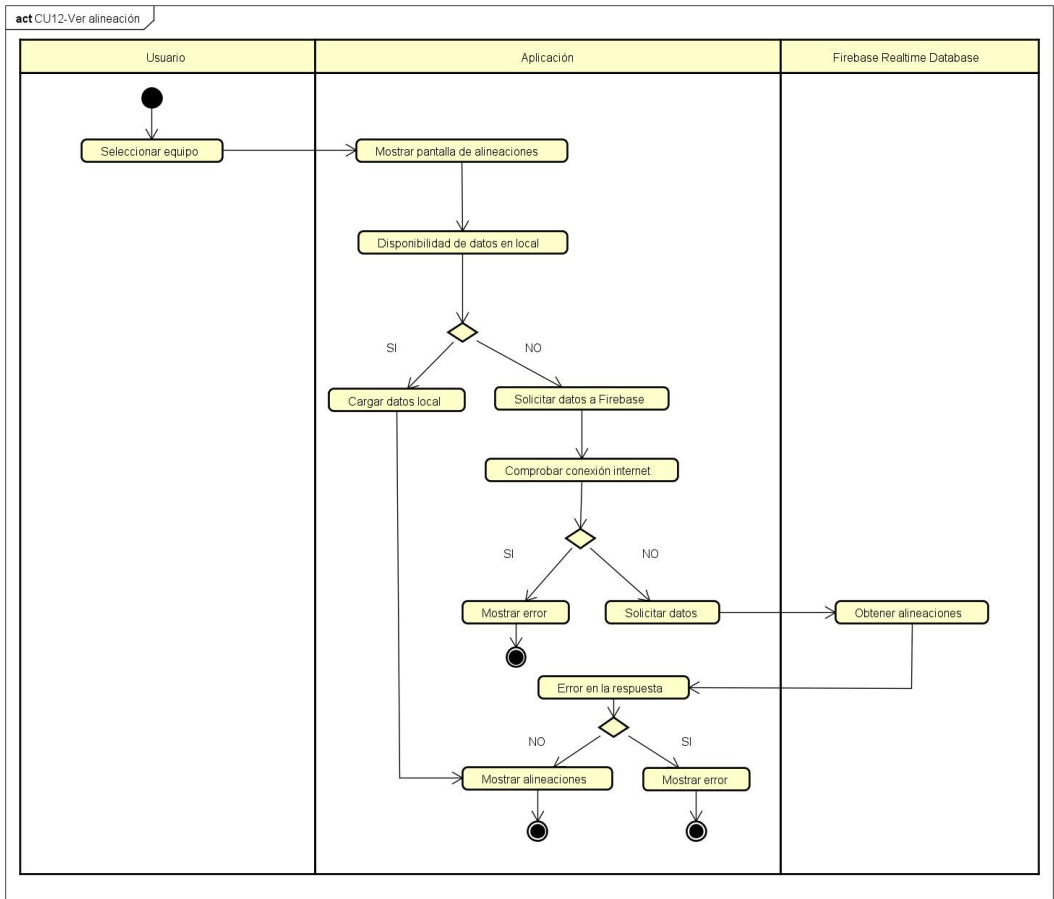 act CU12-Ver alineación
Usuario
Aplicación
Firebase Realtime Database
Seleccionar equipo
Mostrar pantalla de alineaciones
Disponibilidad de datos en local
SI
NO
Cargar datos local
Solicitar datos a Firebase
Comprobar conexión internet
SI
NO
Mostrar error
Solicitar datos
Obtener alineaciones
Error en la respuesta
NO
SI
Mostrar alineaciones
Mostrar error